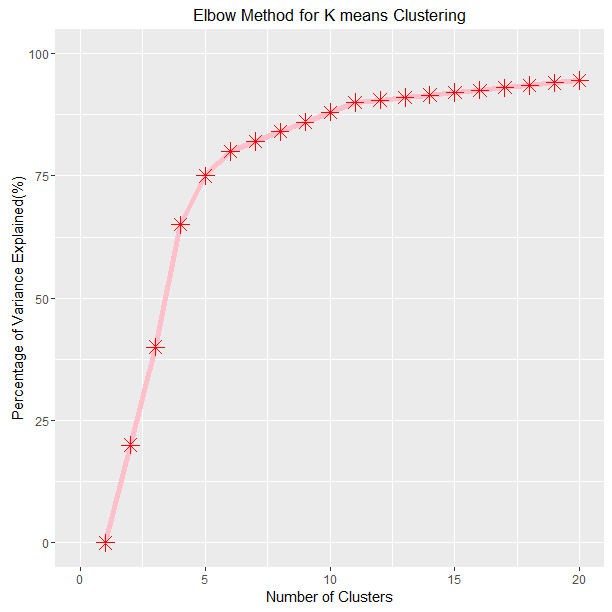 Elbow Method for K means Clustering
Percentage of Variance Explained(%)
100
75
50
25
0
0 5 10 15 20
Number of Clusters